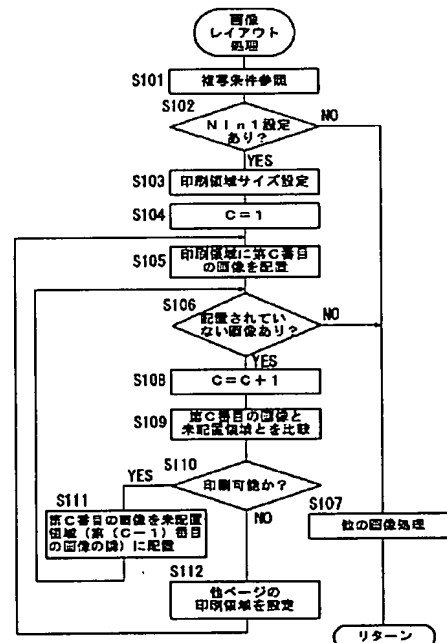 画像
レイアウト
処理
S101
複写条件参照
S102
NIn1設定
あり?
NO
YES
S103
印刷領域サイズ設定
S104
C=1
S105
印刷領域に第C番目
の画像を配置
S106
配置されてい
ない画像あり?
NO
YES
S108
C=C+1
S109
第C番目の画像と
未配置領域とを比較
S110
印刷可能か?
YES
NO
S111
第C番目の画像を未配置
領域(第(C-1)番目
の画像の隣)に配置
S107
他の画像処理
S112
他ページの
印刷領域を設定
リターン